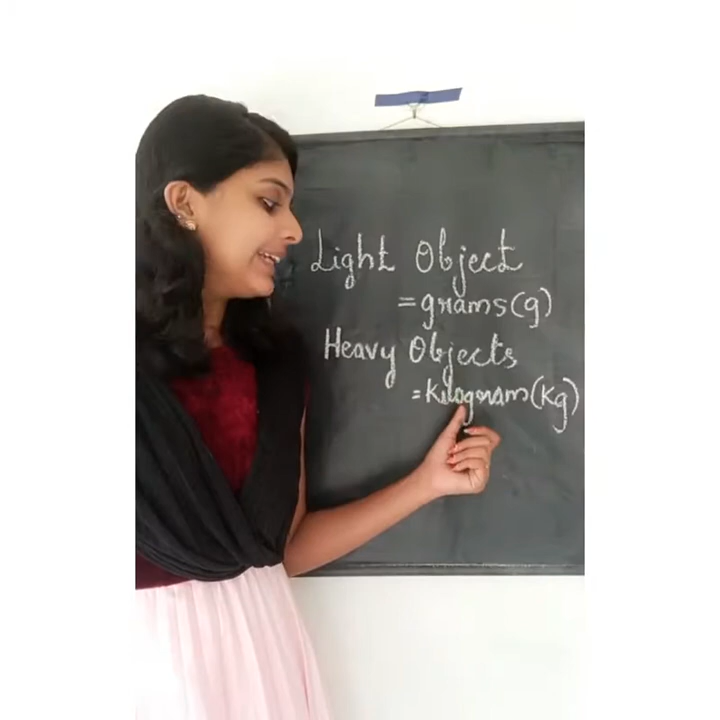 Light Object
= grams(g)
Heavy Objects
= Kilogram(Kg)